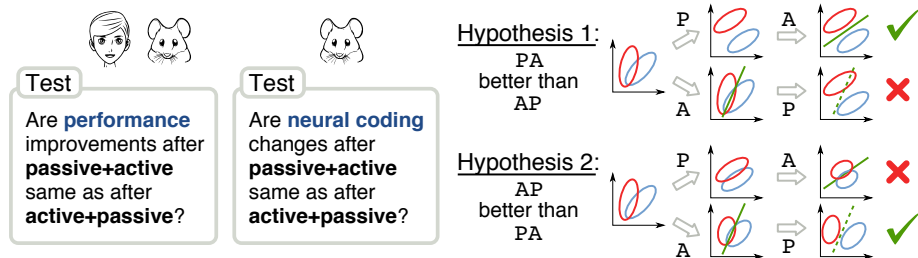 Test
Are performance
improvements after
passive+active
same as after
active+passive?
Test
Are neural coding
changes after
passive+active
same as after
active+passive?
Hypothesis 1:
PA
better than
AP
P
A
A
P
Hypothesis 2:
AP
better than
PA
P
A
A
P